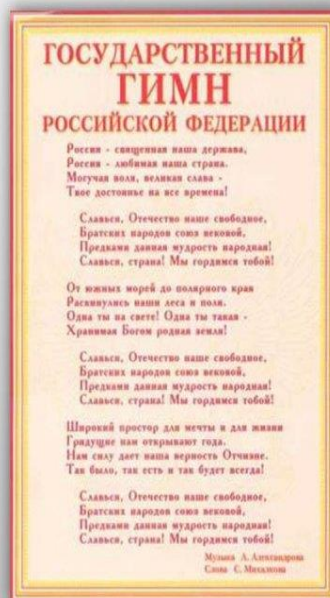 ГОСУДАРСТВЕННЫЙ
ГИМН
РОССИЙСКОЙ ФЕДЕРАЦИИ
Россия - священная наша держава,
Россия - любимая наша страна.
Могучая воля, великая слава -
Твое достоянье на все времена!
Славься, Отечество наше свободное,
Братских народов союз вековой,
Предками данная мудрость народная!
Славься, страна! Мы гордимся тобой!
От южных морей до полярного края
Раскинулись наши леса и поля.
Одна ты на свете! Одна ты такая -
Хранимая Богом родная земля!
Славься, Отечество наше свободное,
Братских народов союз вековой,
Предками данная мудрость народная!
Славься, страна! Мы гордимся тобой!
Широкий простор для мечты и для жизни
Грядущие нам открывают года.
Нам силу дает наша верность Отчизне.
Так было, так есть и так будет всегда!
Славься, Отечество наше свободное,
Братских народов союз вековой,
Предками данная мудрость народная!
Славься, страна! Мы гордимся тобой!
Музыка А. Александрова
Слова С. Михалкова